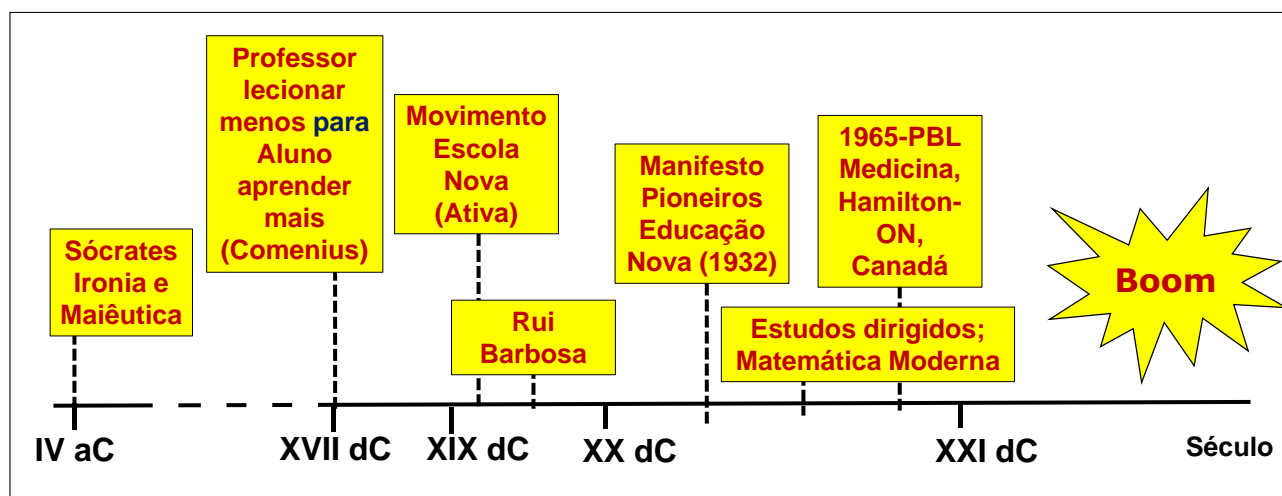 Sócrates
Ironia e
Maiêutica
Professor
lecionar
menos para
Aluno
aprender
mais
(Comenius)
Movimento
Escola
Nova
(Ativa)
Rui
Barbosa
Manifesto
Pioneiros
Educação
Nova (1932)
1965-PBL
Medicina,
Hamilton-
ON,
Canadá
Estudos dirigidos;
Matemática Moderna
Boom
IV aC
XVII dC
XIX dC
XX dC
XXI dC
Século